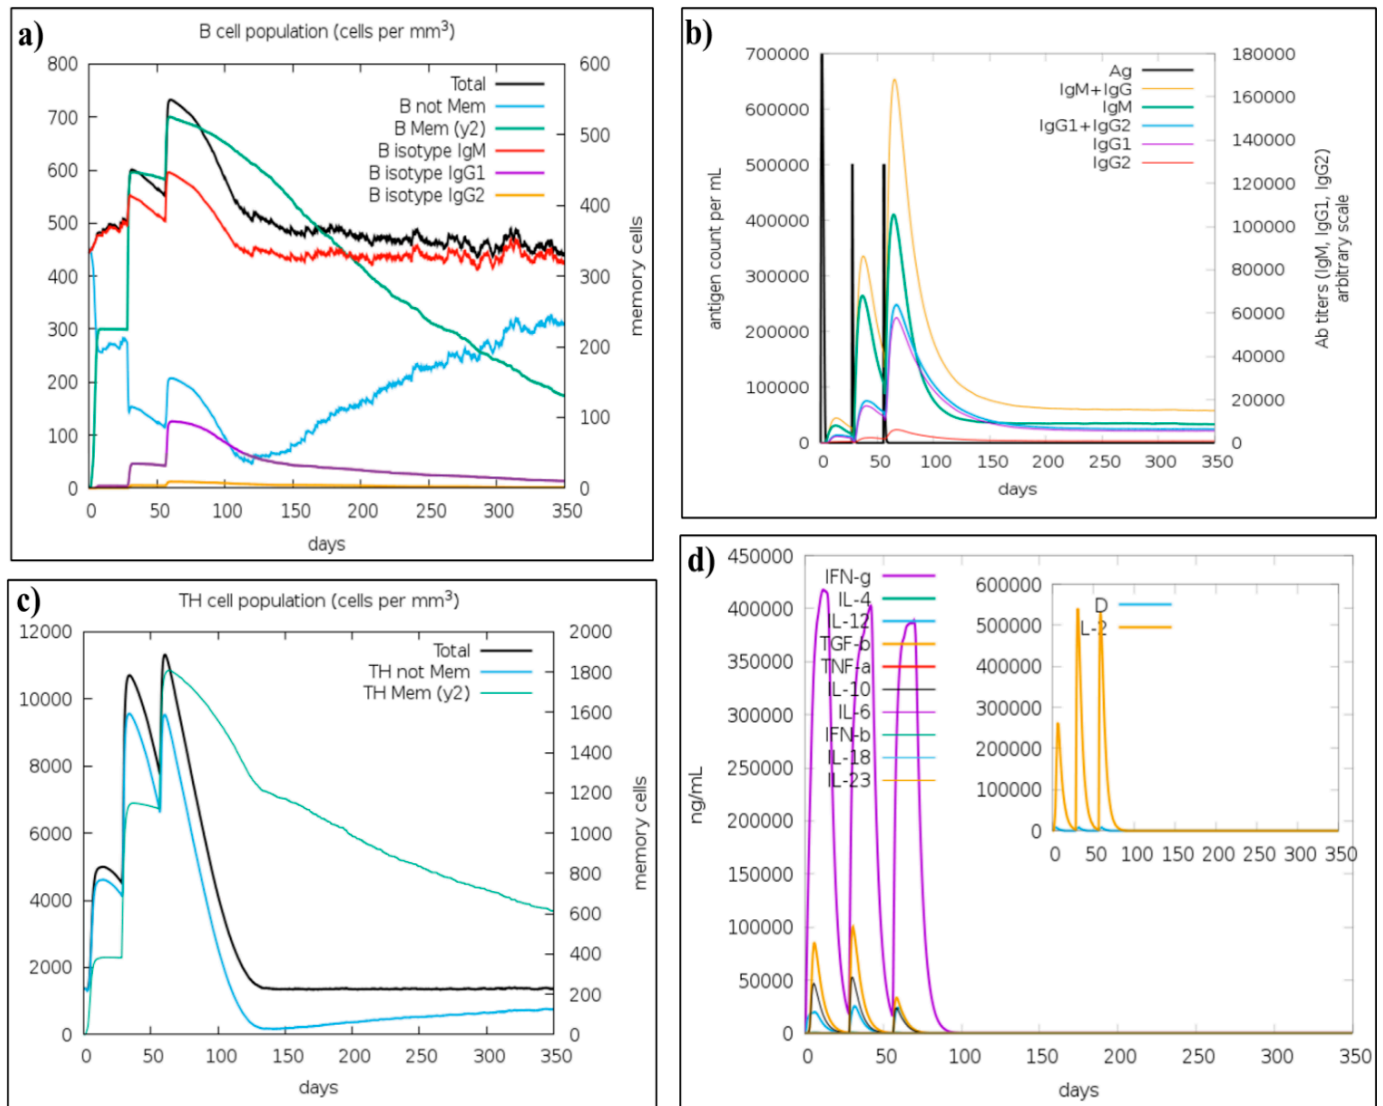 a)
B cell population (cells per mm³)
800
700
600
500
400
300
200
100
0
600
500
400
300
200
100
0
Total
B not Mem
B Mem (y2)
B isotype IgM
B isotype IgG1
B isotype IgG2
memory cells
0 50 100 150 200 250 300 350
days
b)
700000
600000
500000
400000
300000
200000
100000
0
180000
160000
140000
120000
100000
80000
60000
40000
20000
0
Ag
IgM+IgG
IgM
IgG1+IgG2
IgG1
IgG2
antigen count per mL
Ab titers (IgM, IgG1, IgG2)
arbitrary scale
0 50 100 150 200 250 300 350
days
c)
TH cell population (cells per mm³)
12000
10000
8000
6000
4000
2000
0
2000
1800
1600
1400
1200
1000
800
600
400
200
0
Total
TH not Mem
TH Mem (y2)
memory cells
0 50 100 150 200 250 300 350
days
d)
450000
400000
350000
300000
250000
200000
150000
100000
50000
0
IFN-g
IL-4
IL-12
TGF-b
TNF-a
IL-10
IL-6
IFN-b
IL-18
IL-23
ng/mL
600000
500000
400000
300000
200000
100000
0
D
L-2
0 50 100 150 200 250 300 350
0 50 100 150 200 250 300 350
days